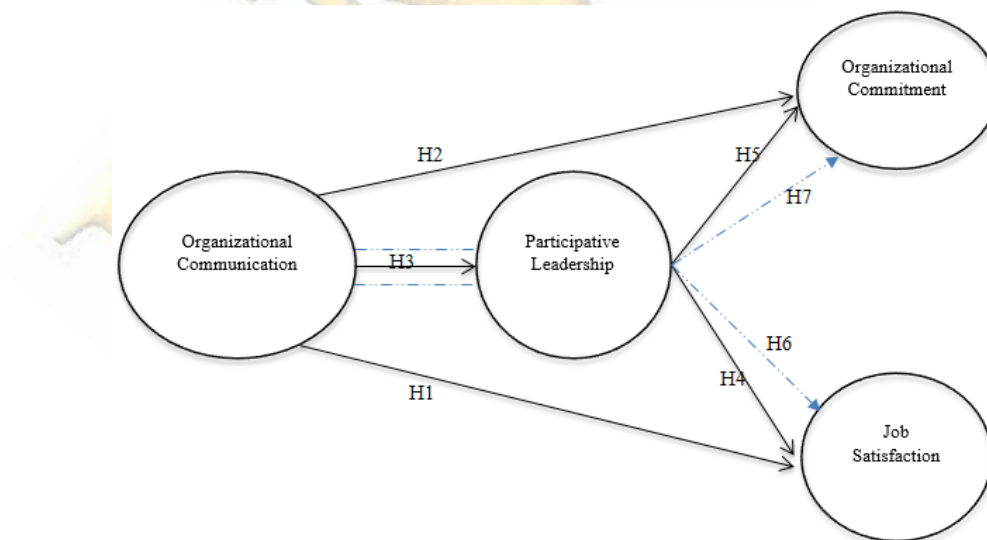 Organizational
Commitment
H2
H5
H7
Organizational
Communication
H3
Participative
Leadership
H6
H4
H1
Job
Satisfaction